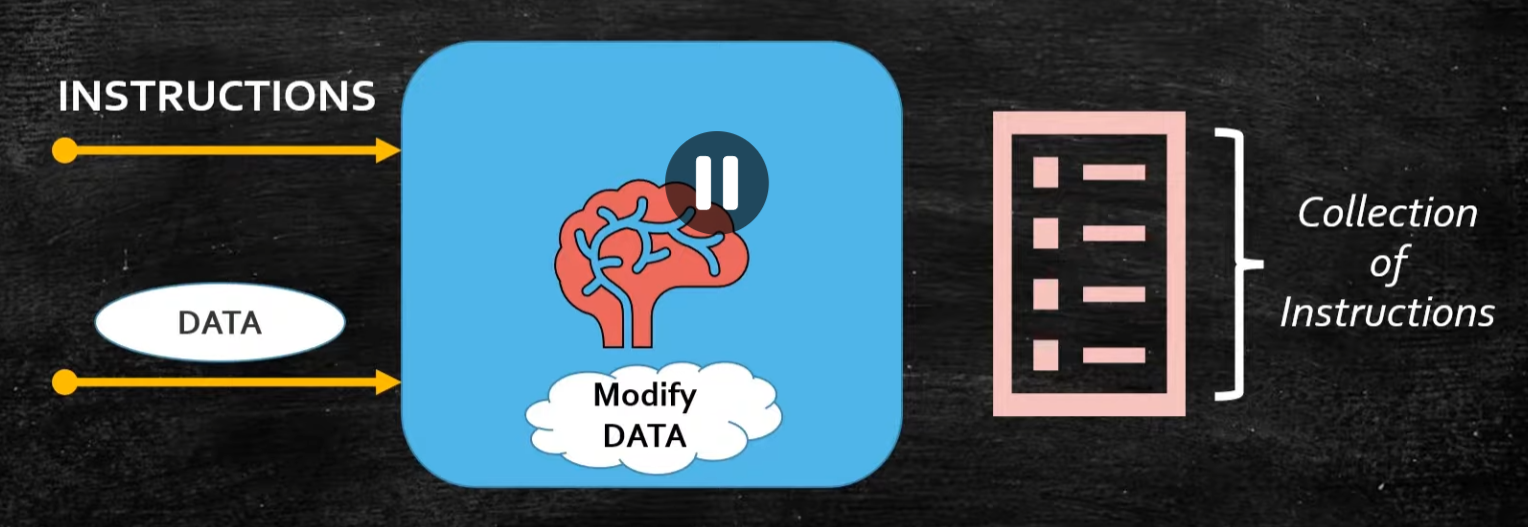 INSTRUCTIONS
DATA
Modify
DATA
Collection
of
Instructions